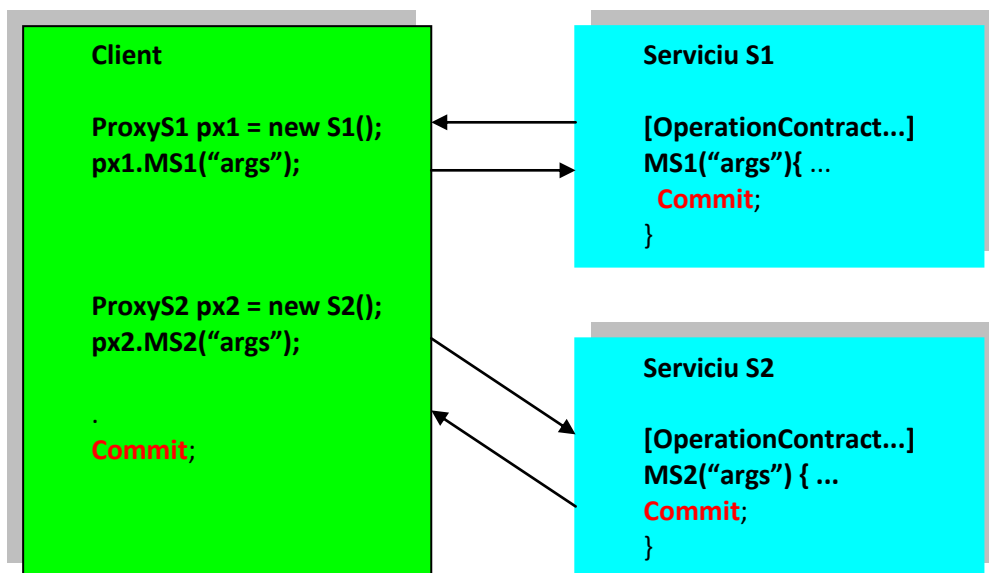 Client
ProxyS1 px1 = new S1();
px1.MS1(“args”);
ProxyS2 px2 = new S2();
px2.MS2(“args”);
.
Commit;
Serviciu S1
[OperationContract...]
MS1(“args”){ ...
Commit;
}
Serviciu S2
[OperationContract...]
MS2(“args”) { ...
Commit;
}